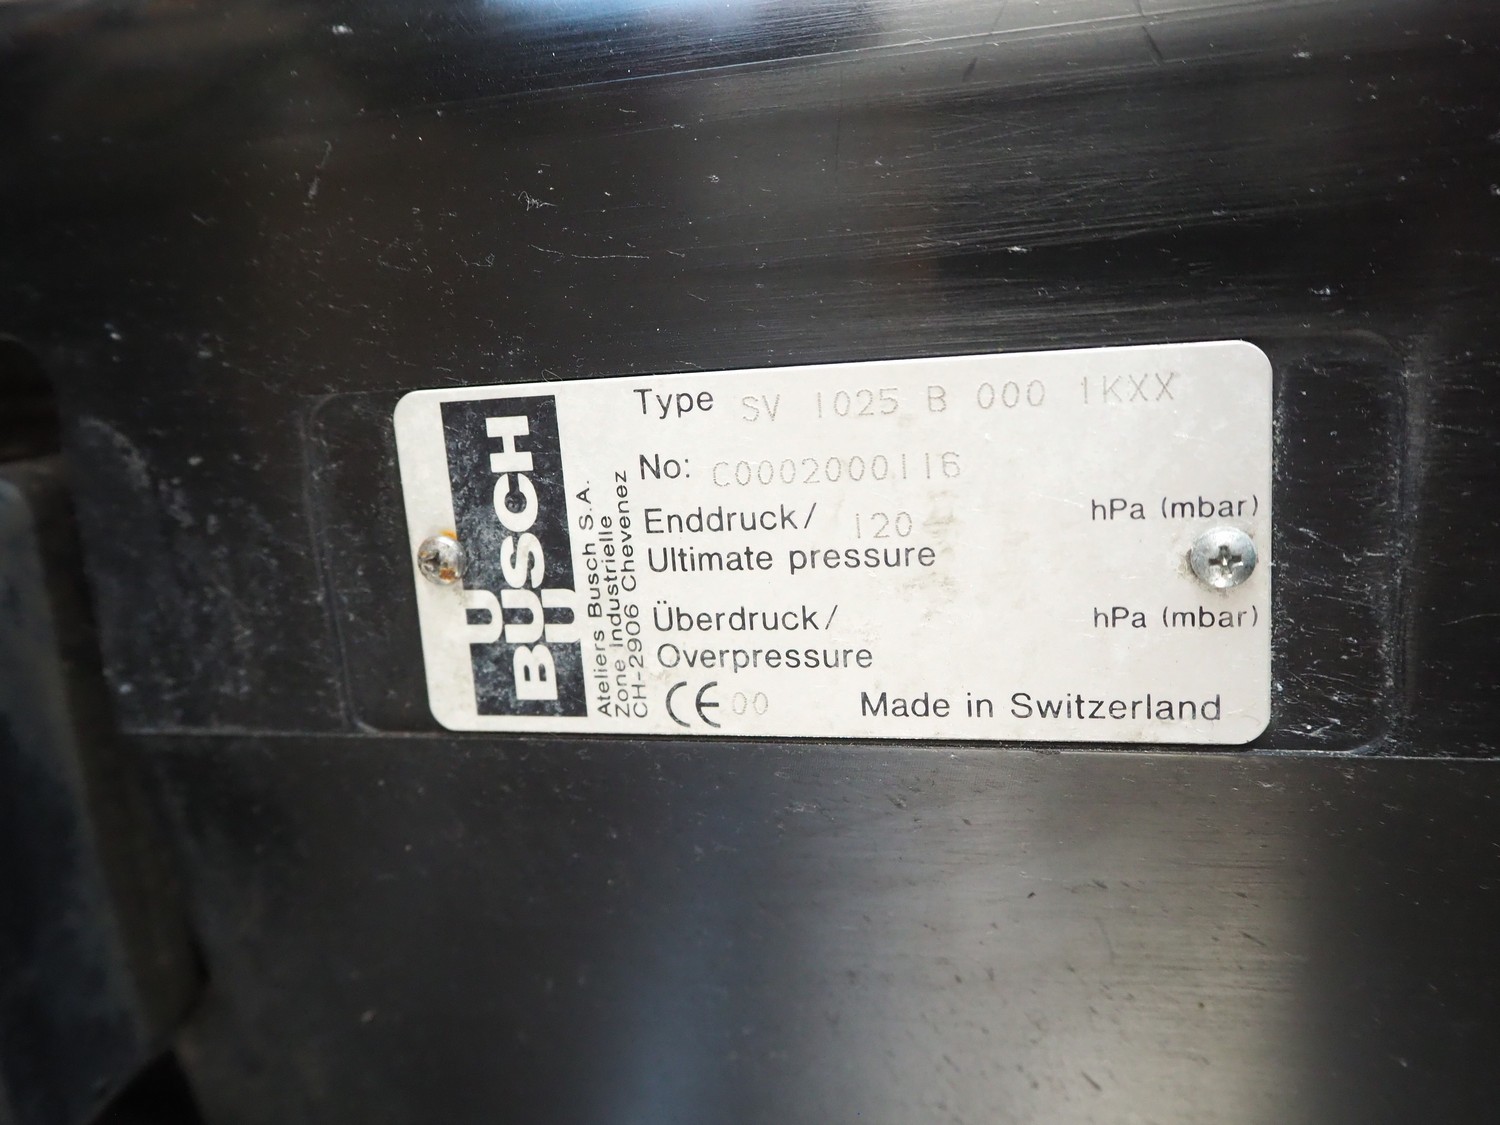 BUSCH
Ateliers Busch S.A.
Zone industrielle
CH-2906 Chevenez
Type SV 1025 B 000 1KXX
No: C0002000116
Enddruck/ 120 hPa (mbar)
Ultimate pressure
Überdruck/ hPa (mbar)
Overpressure
CE 00 Made in Switzerland